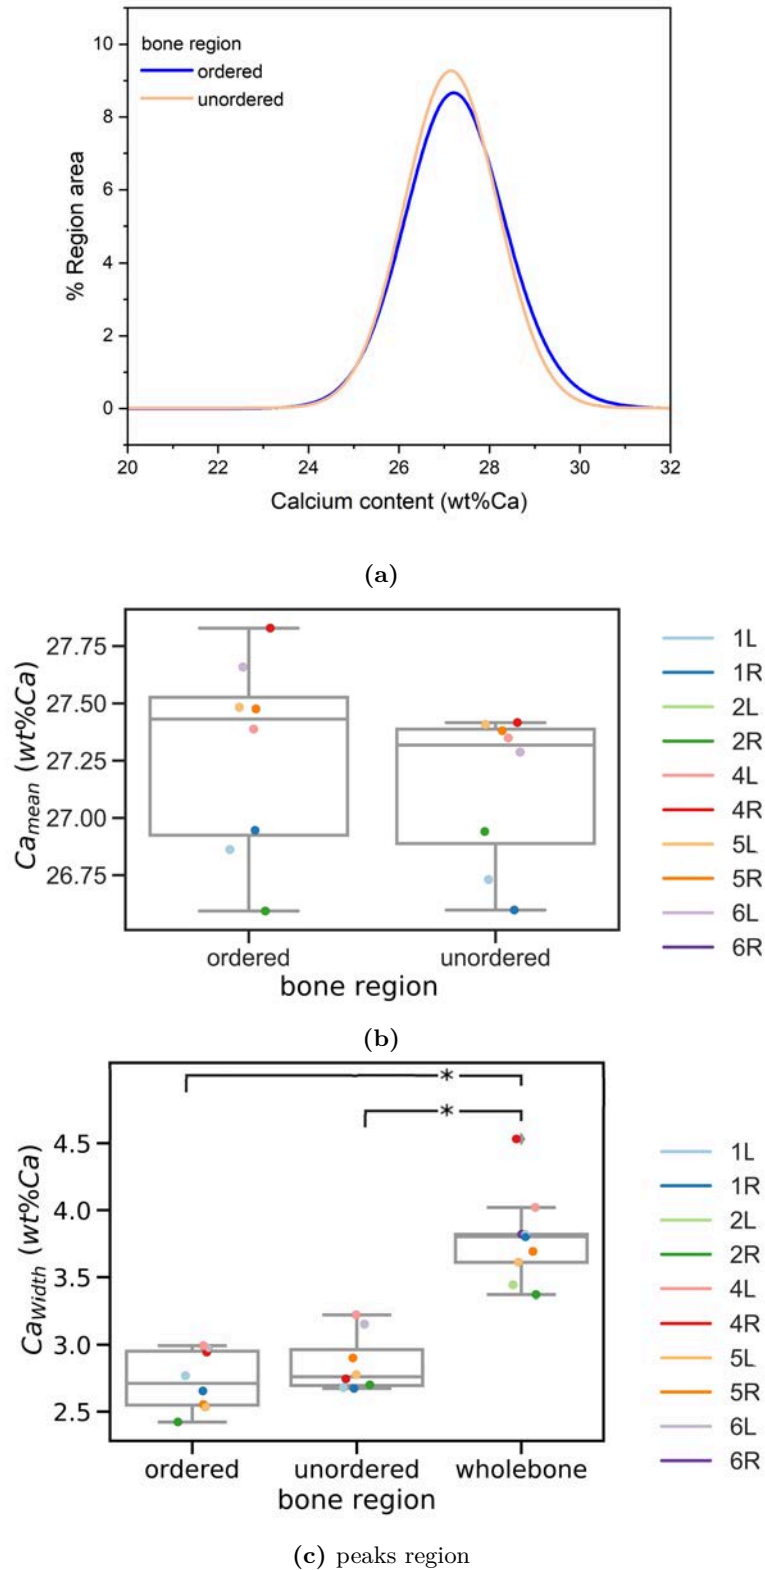 10
bone region
ordered
unordered
8
6
4
2
0
% Region area
20 22 24 26 28 30 32
Calcium content (wt%Ca)
(a)
27.75
27.50
27.25
27.00
26.75
Ca_mean (wt%Ca)
ordered unordered
bone region
1L
1R
2L
2R
4L
4R
5L
5R
6L
6R
(b)
* 
*
4.5
4.0
3.5
3.0
2.5
Ca_Width (wt%Ca)
ordered unordered wholebone
bone region
1L
1R
2L
2R
4L
4R
5L
5R
6L
6R
(c) peaks region